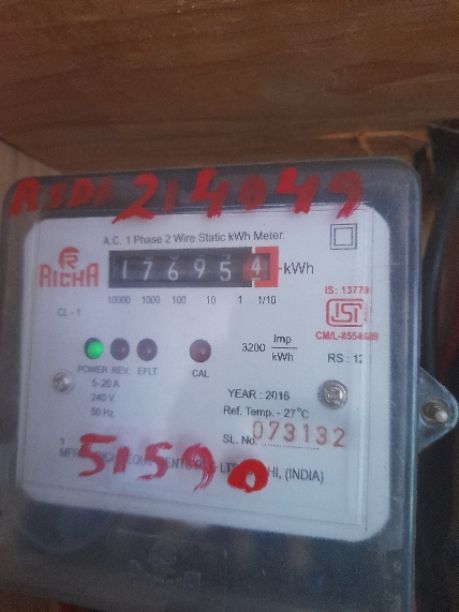 214049
A.C. 1 Phase 2 Wire Static kWh Meter.
RICHA
176954 kWh
10000 1000 100 10 1 1/10
IS: 13779
ISI
CL - 1
CM/L-8554689
3200 Imp/kWh
RS : 12
POWER REV. EFLT CAL
5-20 A
240 V
50 Hz.
YEAR : 2016
Ref. Temp. - 27°C
SL. No. 073132
51590
(INDIA)